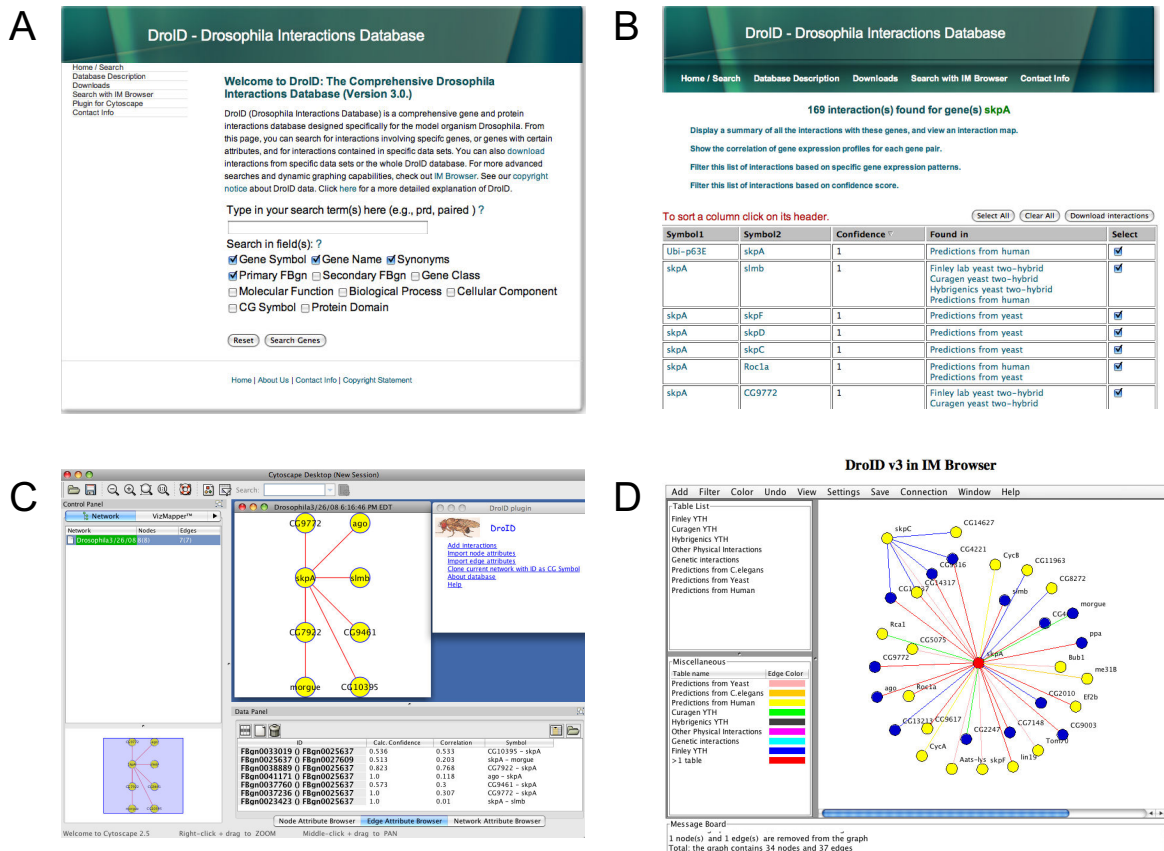 A
DroID - Drosophila Interactions Database
Home / Search
Database Description
Downloads
Search with IM Browser
Plugin for Cytoscape
Contact Info
Welcome to DroID: The Comprehensive Drosophila
Interactions Database (Version 3.0.)
DroID (Drosophila Interactions Database) is a comprehensive gene and protein
interactions database designed specifically for the model organism Drosophila. From
this page, you can search for interactions involving specifc genes, or genes with certain
attributes, and for interactions contained in specific data sets. You can also download
interactions from specific data sets or the whole DroID database. For more advanced
searches and dynamic graphing capabilities, check out IM Browser. See our copyright
notice about DroID data. Click here for a more detailed explanation of DroID.
Type in your search term(s) here (e.g., prd, paired ) ?
Search in field(s): ?
Gene Symbol Gene Name Synonyms
Primary FBgn Secondary FBgn Gene Class
Molecular Function Biological Process Cellular Component
CG Symbol Protein Domain
Reset Search Genes
Home | About Us | Contact Info | Copyright Statement
B
DroID - Drosophila Interactions Database
Home / Search Database Description Downloads Search with IM Browser Contact Info
169 interaction(s) found for gene(s) skpA
Display a summary of all the interactions with these genes, and view an interaction map.
Show the correlation of gene expression profiles for each gene pair.
Filter this list of interactions based on specific gene expression patterns.
Filter this list of interactions based on confidence score.
To sort a column click on its header.
Select All Clear All Download interactions
Symbol1 Symbol2 Confidence Found in Select
Ubi-p63E skpA 1 Predictions from human
skpA slmb 1 Finley lab yeast two-hybrid
Curagen yeast two-hybrid
Hybrigenics yeast two-hybrid
Predictions from human
skpA skpF 1 Predictions from yeast
skpA skpD 1 Predictions from yeast
skpA skpC 1 Predictions from yeast
skpA Roc1a 1 Predictions from human
Predictions from yeast
skpA CG9772 1 Finley lab yeast two-hybrid
Curagen yeast two-hybrid
C
Cytoscape Desktop (New Session)
Search:
Control Panel
Network VizMapper™
Network Nodes Edges
Drosophila3/26/08 8(8) 7(7)
Drosophila3/26/08 6:16:46 PM EDT
CG9772 ago
skpA slmb
CG7922 CG9461
morgue CG10395
DroID plugin
DroID
Add interactions
Import node attributes
Import edge attributes
Clone current network with ID as CG Symbol
About database
Help
Data Panel
ID Calc. Confidence Correlation Symbol
FBgn0033019 () FBgn0025637 0.536 0.533 CG10395 - skpA
FBgn0025637 () FBgn0027609 0.513 0.203 skpA - morgue
FBgn0038889 () FBgn0025637 0.823 0.768 CG7922 - skpA
FBgn0041171 () FBgn0025637 1.0 0.118 ago - skpA
FBgn0037760 () FBgn0025637 0.573 0.3 CG9461 - skpA
FBgn0037236 () FBgn0025637 1.0 0.307 CG9772 - skpA
FBgn0023423 () FBgn0025637 1.0 0.01 skpA - slmb
Node Attribute Browser Edge Attribute Browser Network Attribute Browser
Welcome to Cytoscape 2.5 Right-click + drag to ZOOM Middle-click + drag to PAN
D
DroID v3 in IM Browser
Add Filter Color Undo View Settings Save Connection Window Help
Table List
Finley YTH
Curagen YTH
Hybrigenics YTH
Other Physical Interactions
Genetic interactions
Predictions from C.elegans
Predictions from Yeast
Predictions from Human
Miscellaneous
Table name Edge Color
Predictions from Yeast
Predictions from C.elegans
Predictions from Human
Curagen YTH
Hybrigenics YTH
Other Physical Interactions
Genetic interactions
Finley YTH
>1 table
skpC
CG14627
CG4221
CycB
CG11963
CG8272
CG14317
slmb
morgue
Rca1
CG5075
ppa
skpA
Bub1
me318
CG9772
ago
Roc1a
CG2010
Ef2b
CG13213
CG9617
CG2247
CG7148
CG9003
Tom70
CycA
Aats-lys
skpF
lin19
Message Board
1 node(s) and 1 edge(s) are removed from the graph
Total: the graph contains 34 nodes and 37 edges